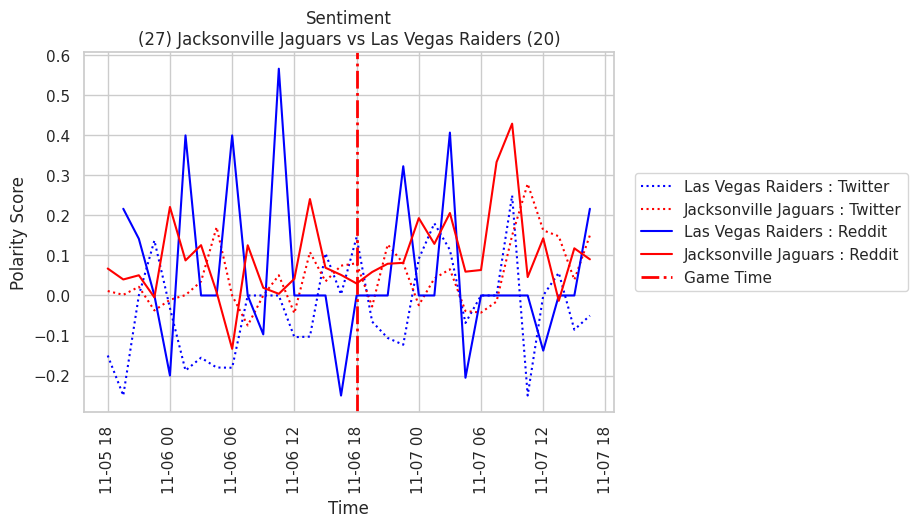 Sentiment
(27) Jacksonville Jaguars vs Las Vegas Raiders (20)
Polarity Score
0.6
0.5
0.4
0.3
0.2
0.1
0.0
−0.1
−0.2
11-05 18
11-06 00
11-06 06
11-06 12
11-06 18
11-07 00
11-07 06
11-07 12
11-07 18
Time
Las Vegas Raiders : Twitter
Jacksonville Jaguars : Twitter
Las Vegas Raiders : Reddit
Jacksonville Jaguars : Reddit
Game Time